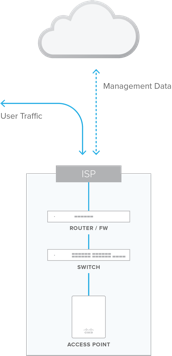 Management Data
User Traffic
ISP
ROUTER / FW
SWITCH
ACCESS POINT